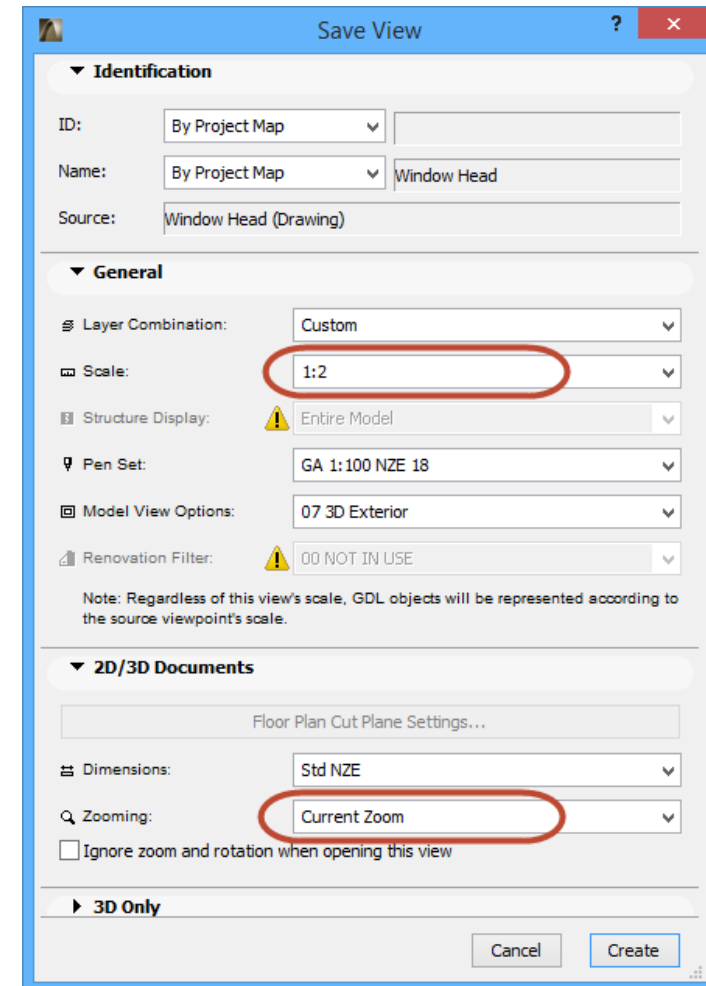 Save View
?
Identification
ID: By Project Map
Name: By Project Map Window Head
Source: Window Head (Drawing)
General
Layer Combination: Custom
Scale: 1:2
Structure Display: Entire Model
Pen Set: GA 1:100 NZE 18
Model View Options: 07 3D Exterior
Renovation Filter: 00 NOT IN USE
Note: Regardless of this view's scale, GDL objects will be represented according to
the source viewpoint's scale.
2D/3D Documents
Floor Plan Cut Plane Settings...
Dimensions: Std NZE
Zooming: Current Zoom
Ignore zoom and rotation when opening this view
3D Only
Cancel Create